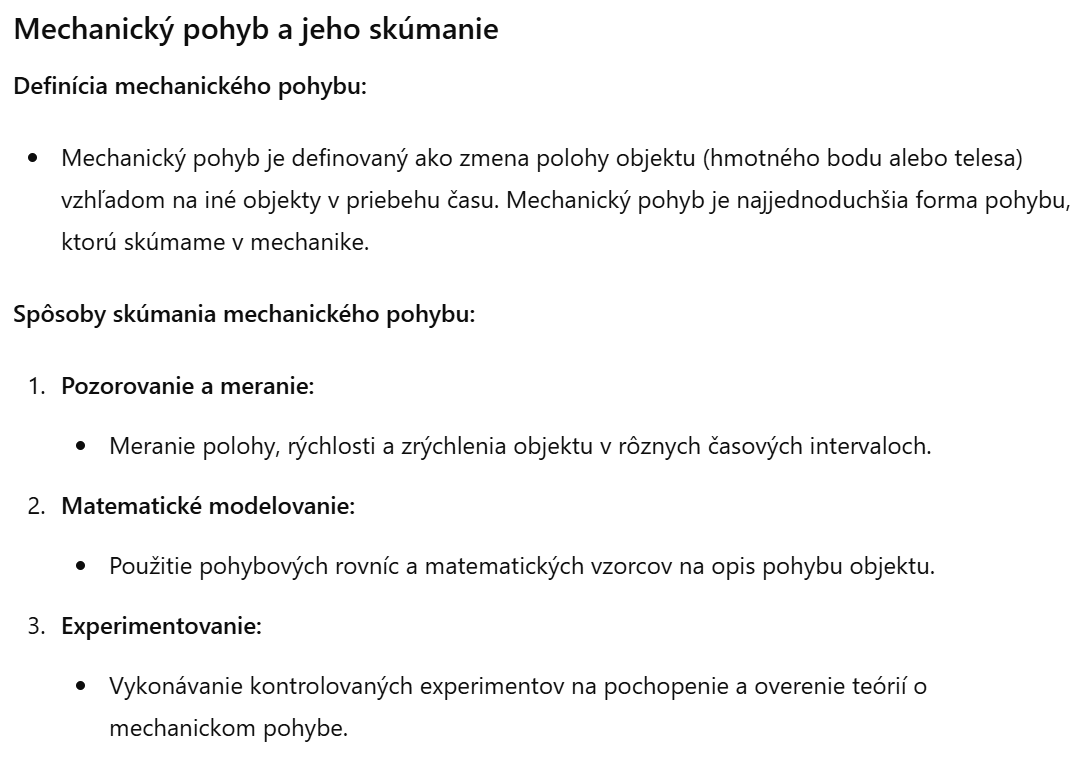 Mechanický pohyb a jeho skúmanie
Definícia mechanického pohybu:
• Mechanický pohyb je definovaný ako zmena polohy objektu (hmotného bodu alebo telesa)
vzhľadom na iné objekty v priebehu času. Mechanický pohyb je najjednoduchšia forma pohybu,
ktorú skúmame v mechanike.
Spôsoby skúmania mechanického pohybu:
1. Pozorovanie a meranie:
• Meranie polohy, rýchlosti a zrýchlenia objektu v rôznych časových intervaloch.
2. Matematické modelovanie:
• Použitie pohybových rovníc a matematických vzorcov na opis pohybu objektu.
3. Experimentovanie:
• Vykonávanie kontrolovaných experimentov na pochopenie a overenie teórií o
mechanickom pohybe.